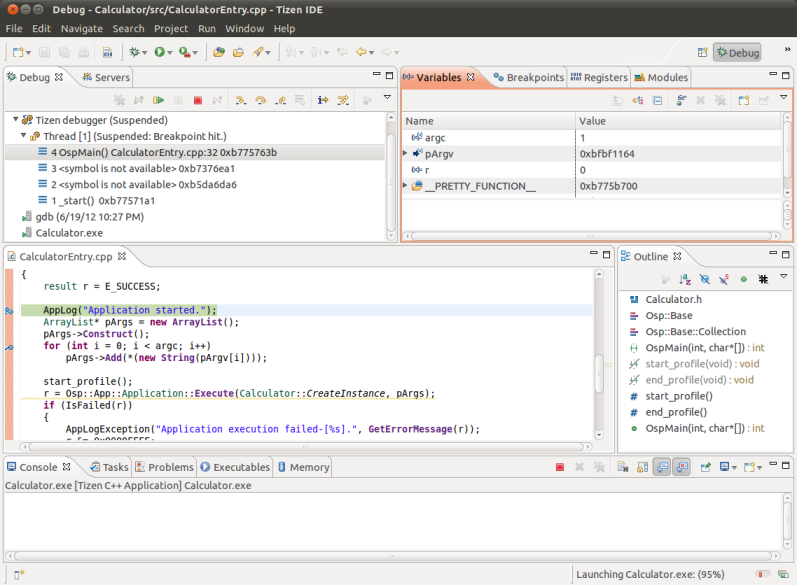 Debug - Calculator/src/CalculatorEntry.cpp - Tizen IDE
File Edit Navigate Search Project Run Window Help
Debug
Debug Servers
Tizen debugger (Suspended)
Thread [1] (Suspended: Breakpoint hit.)
4 OspMain() CalculatorEntry.cpp:32 0xb775763b
3 <symbol is not available> 0xb7376ea1
2 <symbol is not available> 0xb5da6da6
1 _start() 0xb77571a1
gdb (6/19/12 10:27 PM)
Calculator.exe
Variables Breakpoints Registers Modules
Name Value
argc 1
pArgv 0xbfbf1164
r 0
__PRETTY_FUNCTION__ 0xb775b700
CalculatorEntry.cpp
{
result r = E_SUCCESS;
AppLog("Application started.");
ArrayList* pArgs = new ArrayList();
pArgs->Construct();
for (int i = 0; i < argc; i++)
pArgs->Add(*(new String(pArgv[i])));
start_profile();
r = Osp::App::Application::Execute(Calculator::CreateInstance, pArgs);
if (IsFailed(r))
{
AppLogException("Application execution failed-[%s].", GetErrorMessage(r));
r &= 0x0000FFFF;
Outline
Calculator.h
Osp::Base
Osp::Base::Collection
OspMain(int, char*[]) : int
start_profile(void) : void
end_profile(void) : void
start_profile()
end_profile()
OspMain(int, char*[]) : int
Console Tasks Problems Executables Memory
Calculator.exe [Tizen C++ Application] Calculator.exe
Launching Calculator.exe: (95%)